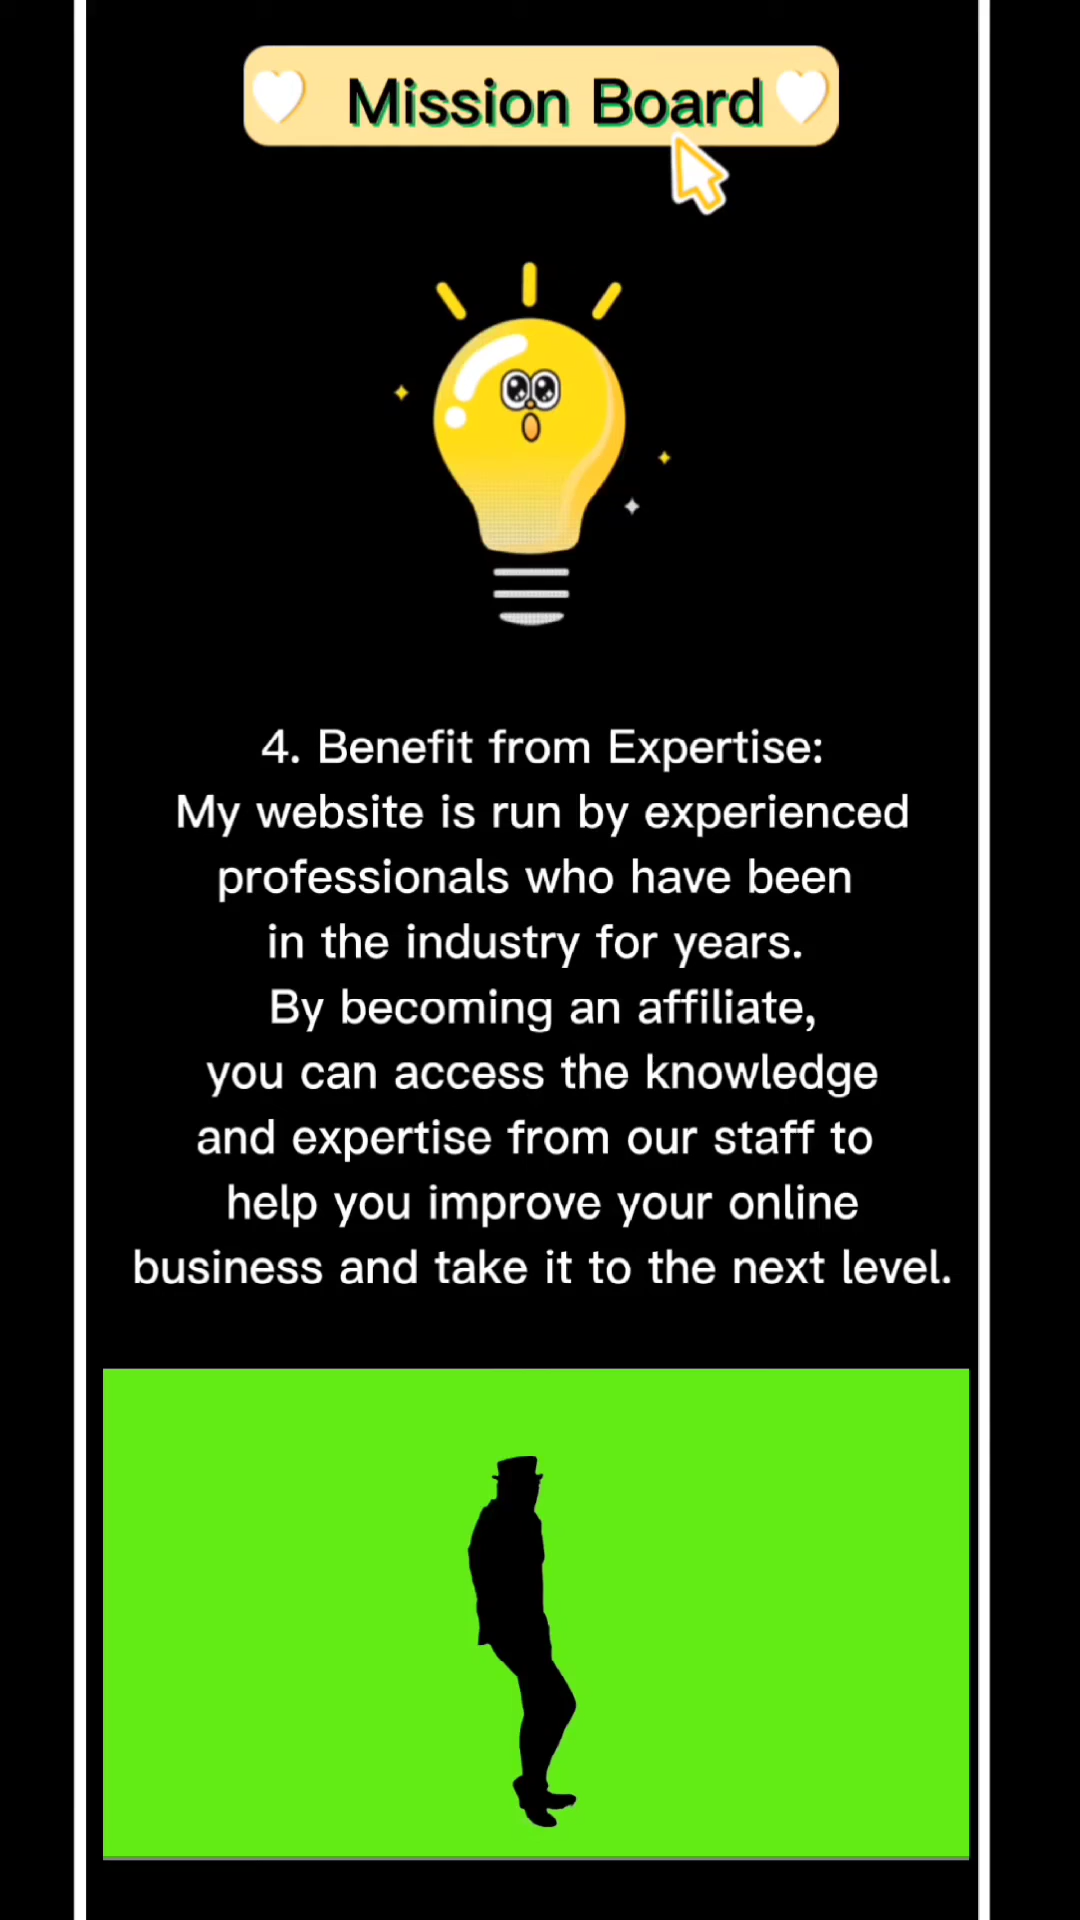 Mission Board
4. Benefit from Expertise:
My website is run by experienced
professionals who have been
in the industry for years.
By becoming an affiliate,
you can access the knowledge
and expertise from our staff to
help you improve your online
business and take it to the next level.